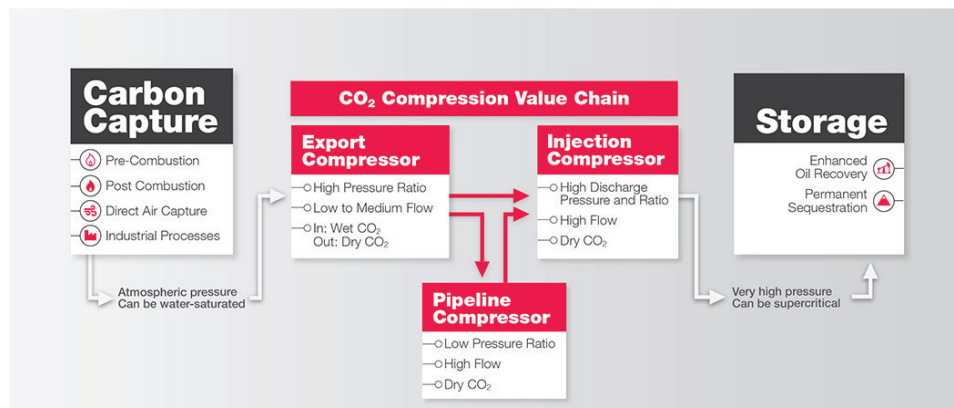 Carbon
Capture
Pre-Combustion
Post Combustion
Direct Air Capture
Industrial Processes
Atmospheric pressure
Can be water-saturated
CO₂ Compression Value Chain
Export
Compressor
High Pressure Ratio
Low to Medium Flow
In: Wet CO₂
Out: Dry CO₂
Pipeline
Compressor
Low Pressure Ratio
High Flow
Dry CO₂
Injection
Compressor
High Discharge
Pressure and Ratio
High Flow
Dry CO₂
Very high pressure
Can be supercritical
Storage
Enhanced
Oil Recovery
Permanent
Sequestration